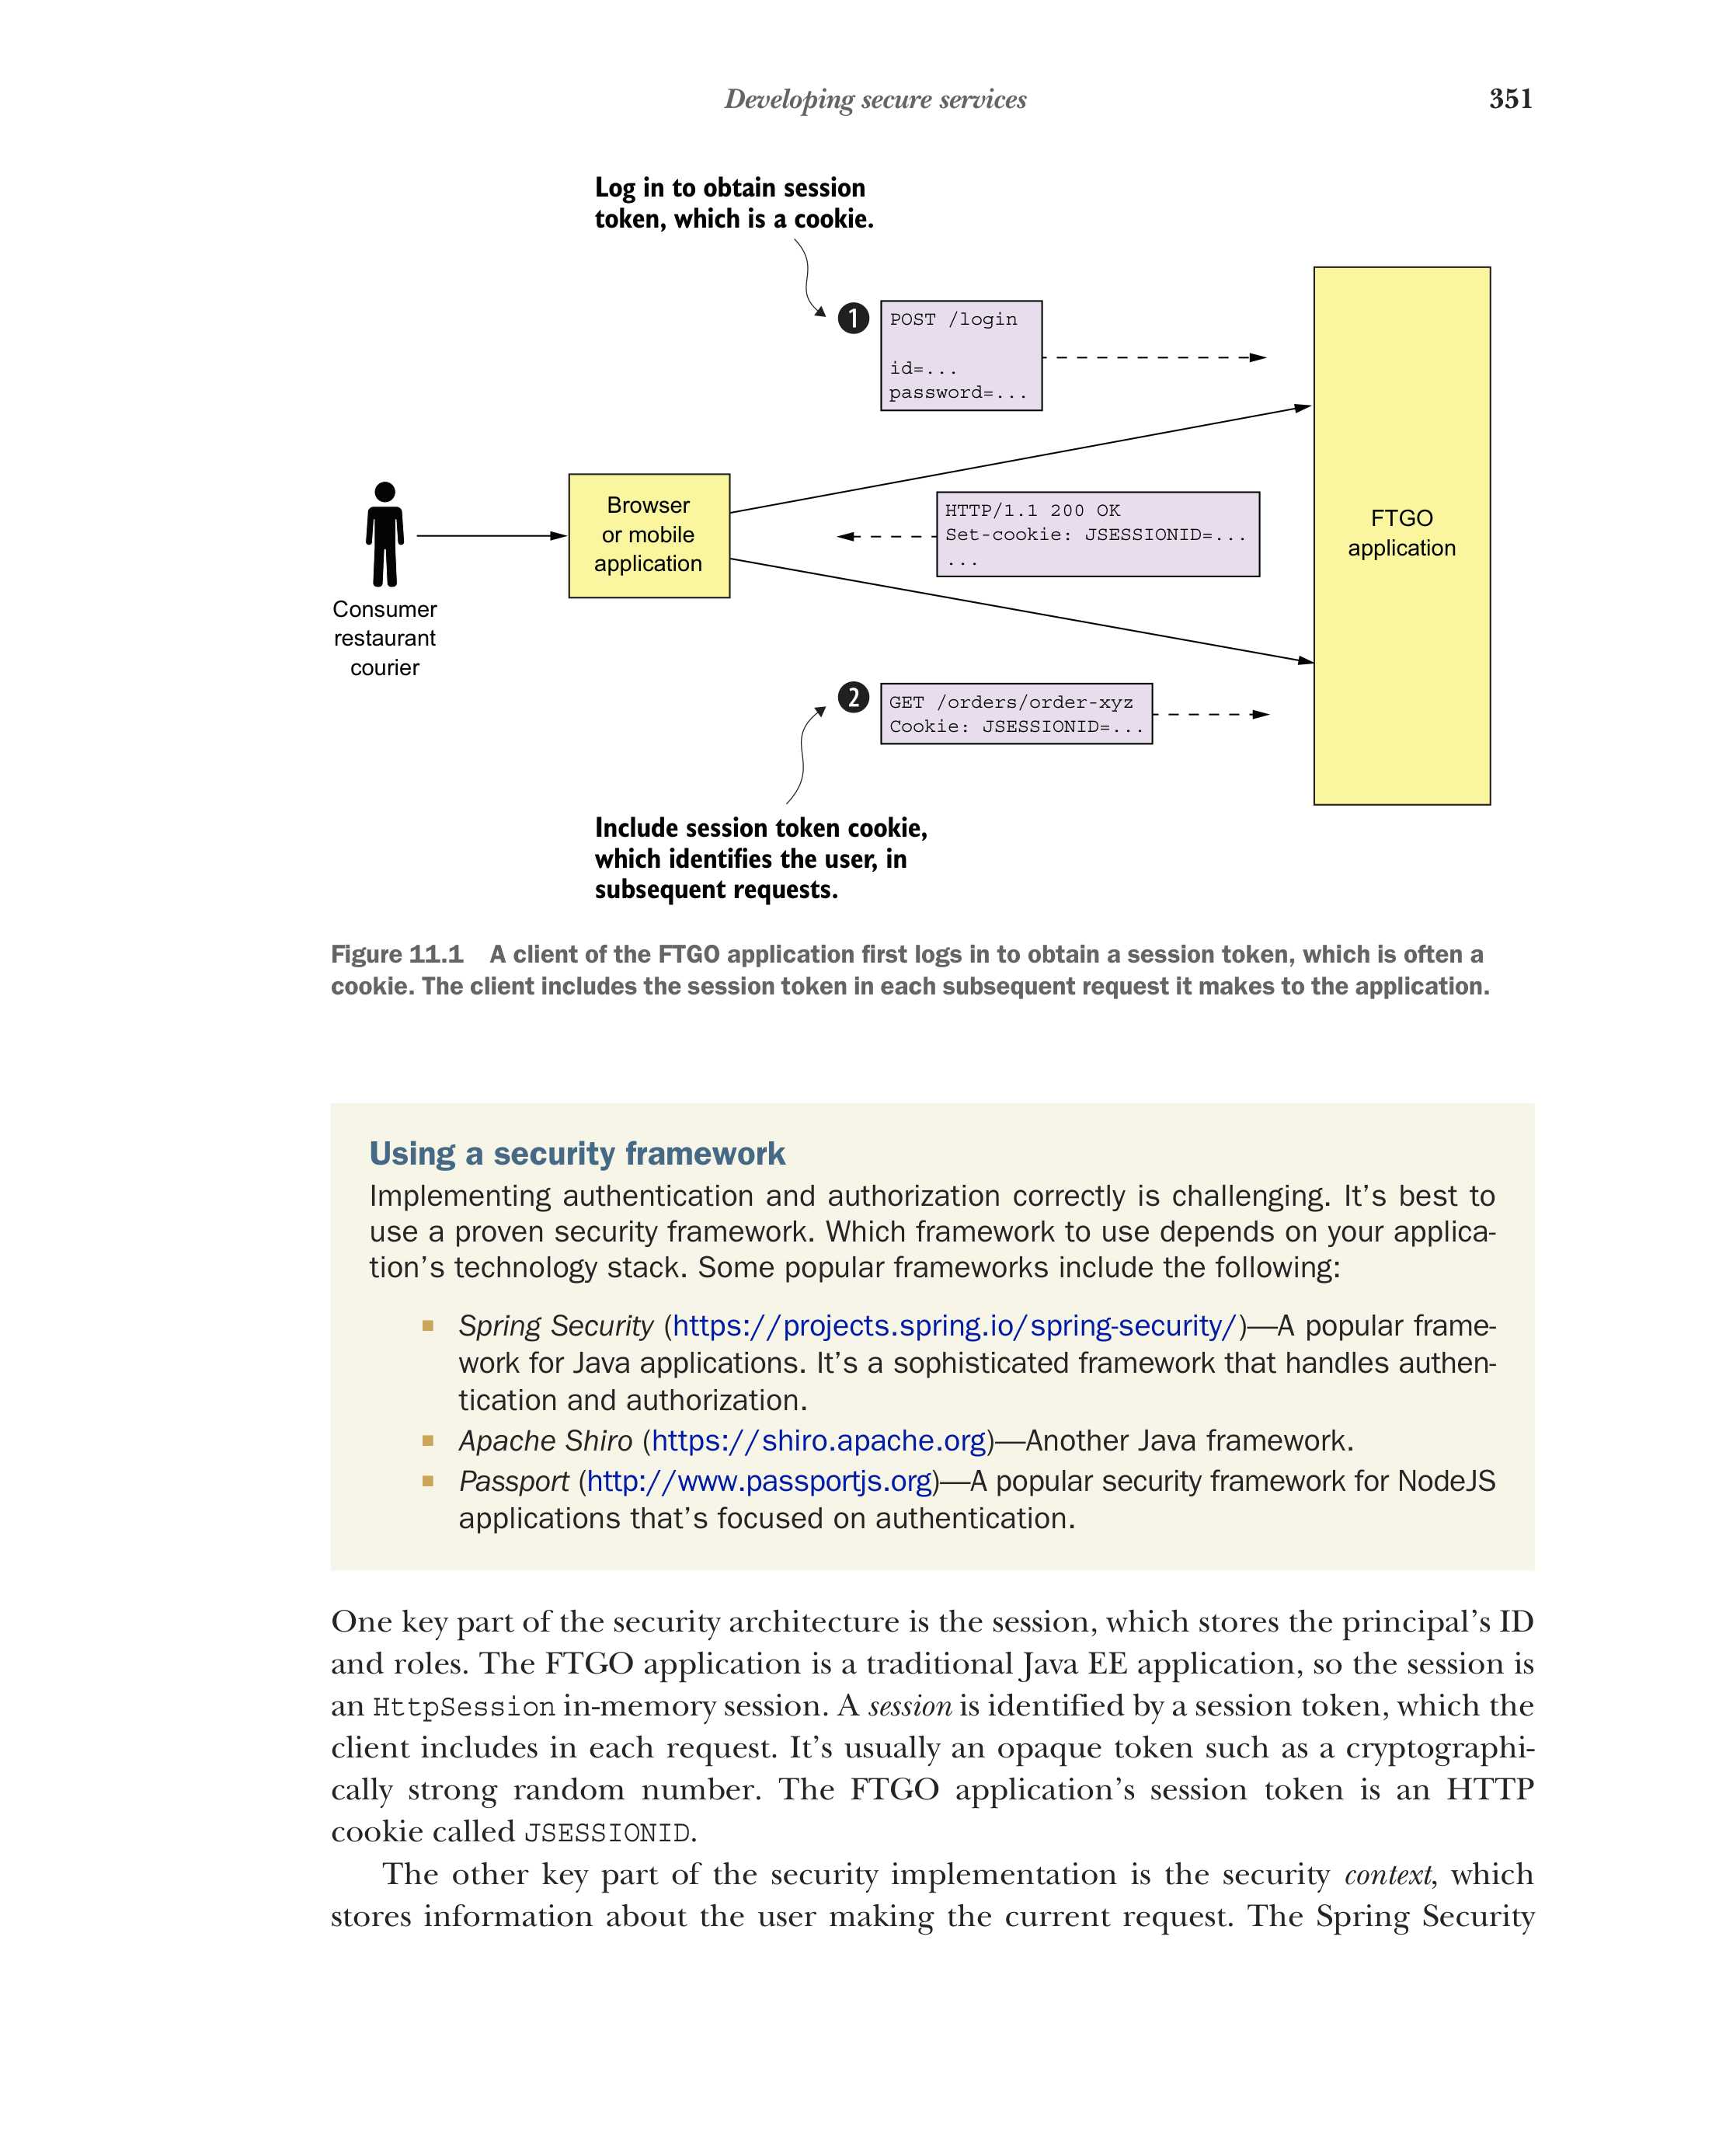 Developing secure services 351
Log in to obtain session
token, which is a cookie.
1
POST /login
id=...
password=...
Browser
or mobile
application
HTTP/1.1 200 OK
Set-cookie: JSESSIONID=...
...
FTGO
application
Consumer
restaurant
courier
2
GET /orders/order-xyz
Cookie: JSESSIONID=...
Include session token cookie,
which identifies the user, in
subsequent requests.
Figure 11.1 A client of the FTGO application first logs in to obtain a session token, which is often a
cookie. The client includes the session token in each subsequent request it makes to the application.
Using a security framework
Implementing authentication and authorization correctly is challenging. It's best to
use a proven security framework. Which framework to use depends on your applica-
tion's technology stack. Some popular frameworks include the following:
■ Spring Security (https://projects.spring.io/spring-security/)—A popular frame-
work for Java applications. It's a sophisticated framework that handles authen-
tication and authorization.
■ Apache Shiro (https://shiro.apache.org)—Another Java framework.
■ Passport (http://www.passportjs.org)—A popular security framework for NodeJS
applications that's focused on authentication.
One key part of the security architecture is the session, which stores the principal's ID
and roles. The FTGO application is a traditional Java EE application, so the session is
an HttpSession in-memory session. A session is identified by a session token, which the
client includes in each request. It's usually an opaque token such as a cryptographi-
cally strong random number. The FTGO application's session token is an HTTP
cookie called JSESSIONID.
The other key part of the security implementation is the security context, which
stores information about the user making the current request. The Spring Security